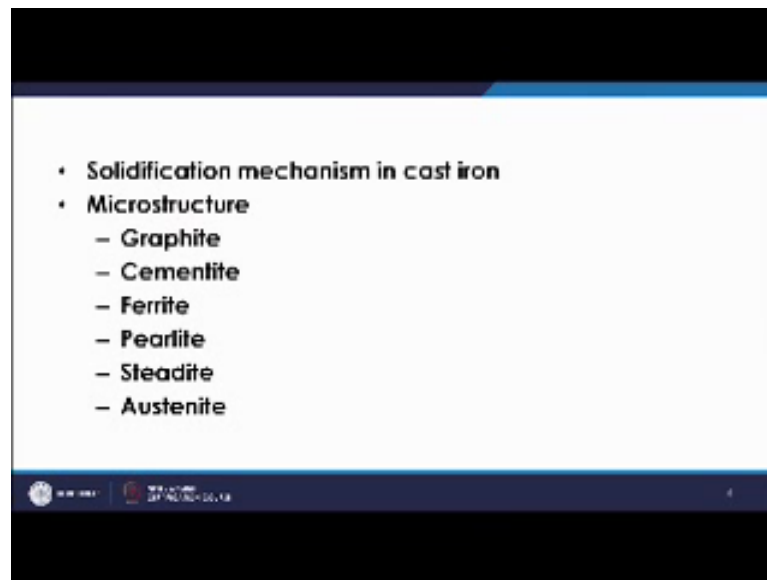 • Solidification mechanism in cast iron
• Microstructure
– Graphite
– Cementite
– Ferrite
– Pearlite
– Steadite
– Austenite